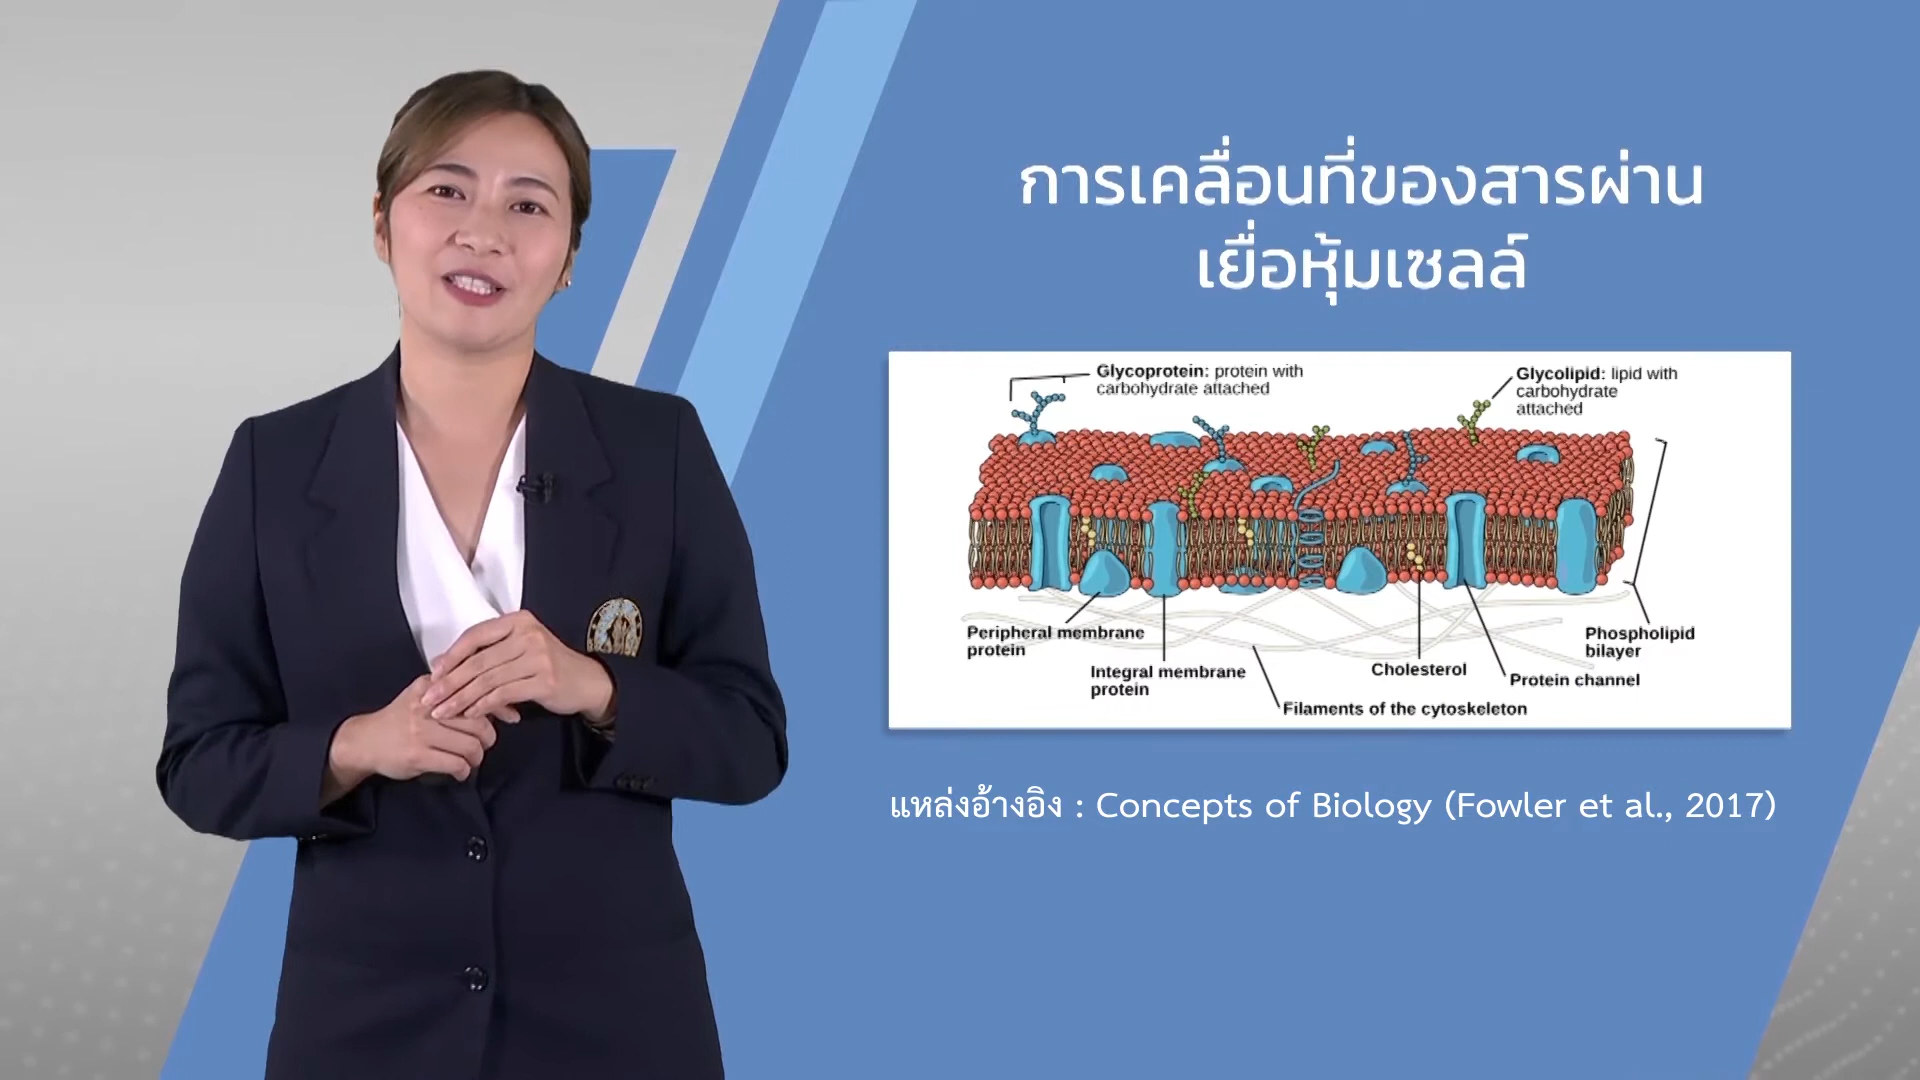 การเคลื่อนที่ของสารผ่าน
เยื่อหุ้มเซลล์
Glycoprotein: protein with
carbohydrate attached
Glycolipid: lipid with
carbohydrate
attached
Peripheral membrane
protein
Integral membrane
protein
Filaments of the cytoskeleton
Cholesterol
Protein channel
Phospholipid
bilayer
แหล่งอ้างอิง : Concepts of Biology (Fowler et al., 2017)